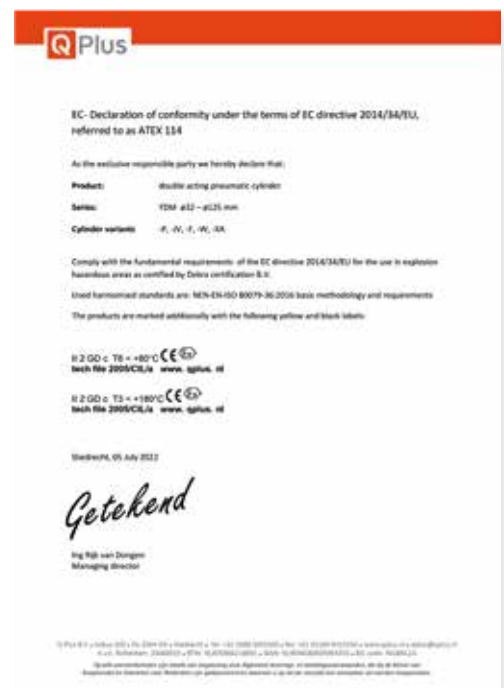 Q Plus
EC- Declaration of conformity under the terms of EC directive 2014/34/EU,
referred to as ATEX 114
As the exclusive responsible party we hereby declare that:
Product: double acting pneumatic cylinder
Series: YDM ø32 – ø125 mm
Cylinder variants
Comply with the fundamental requirements of the EC directive 2014/34/EU for the use in explosion
hazardous areas as certified by Dekra certification B.V.
Used harmonised standards are: NEN-EN-ISO 80079-36:2016 basic methodology and requirements
The products are marked additionally with the following yellow and black labels:
II 2 GD c T6 < +80°C CE Ex
tech file 2005/CIL/a www. qplus. nl
II 2 GD c T3 < +180°C CE Ex
tech file 2005/CIL/a www. qplus. nl
Sliedrecht, 05 July 2022
Getekend
Ing Rijk van Dongen
Managing director